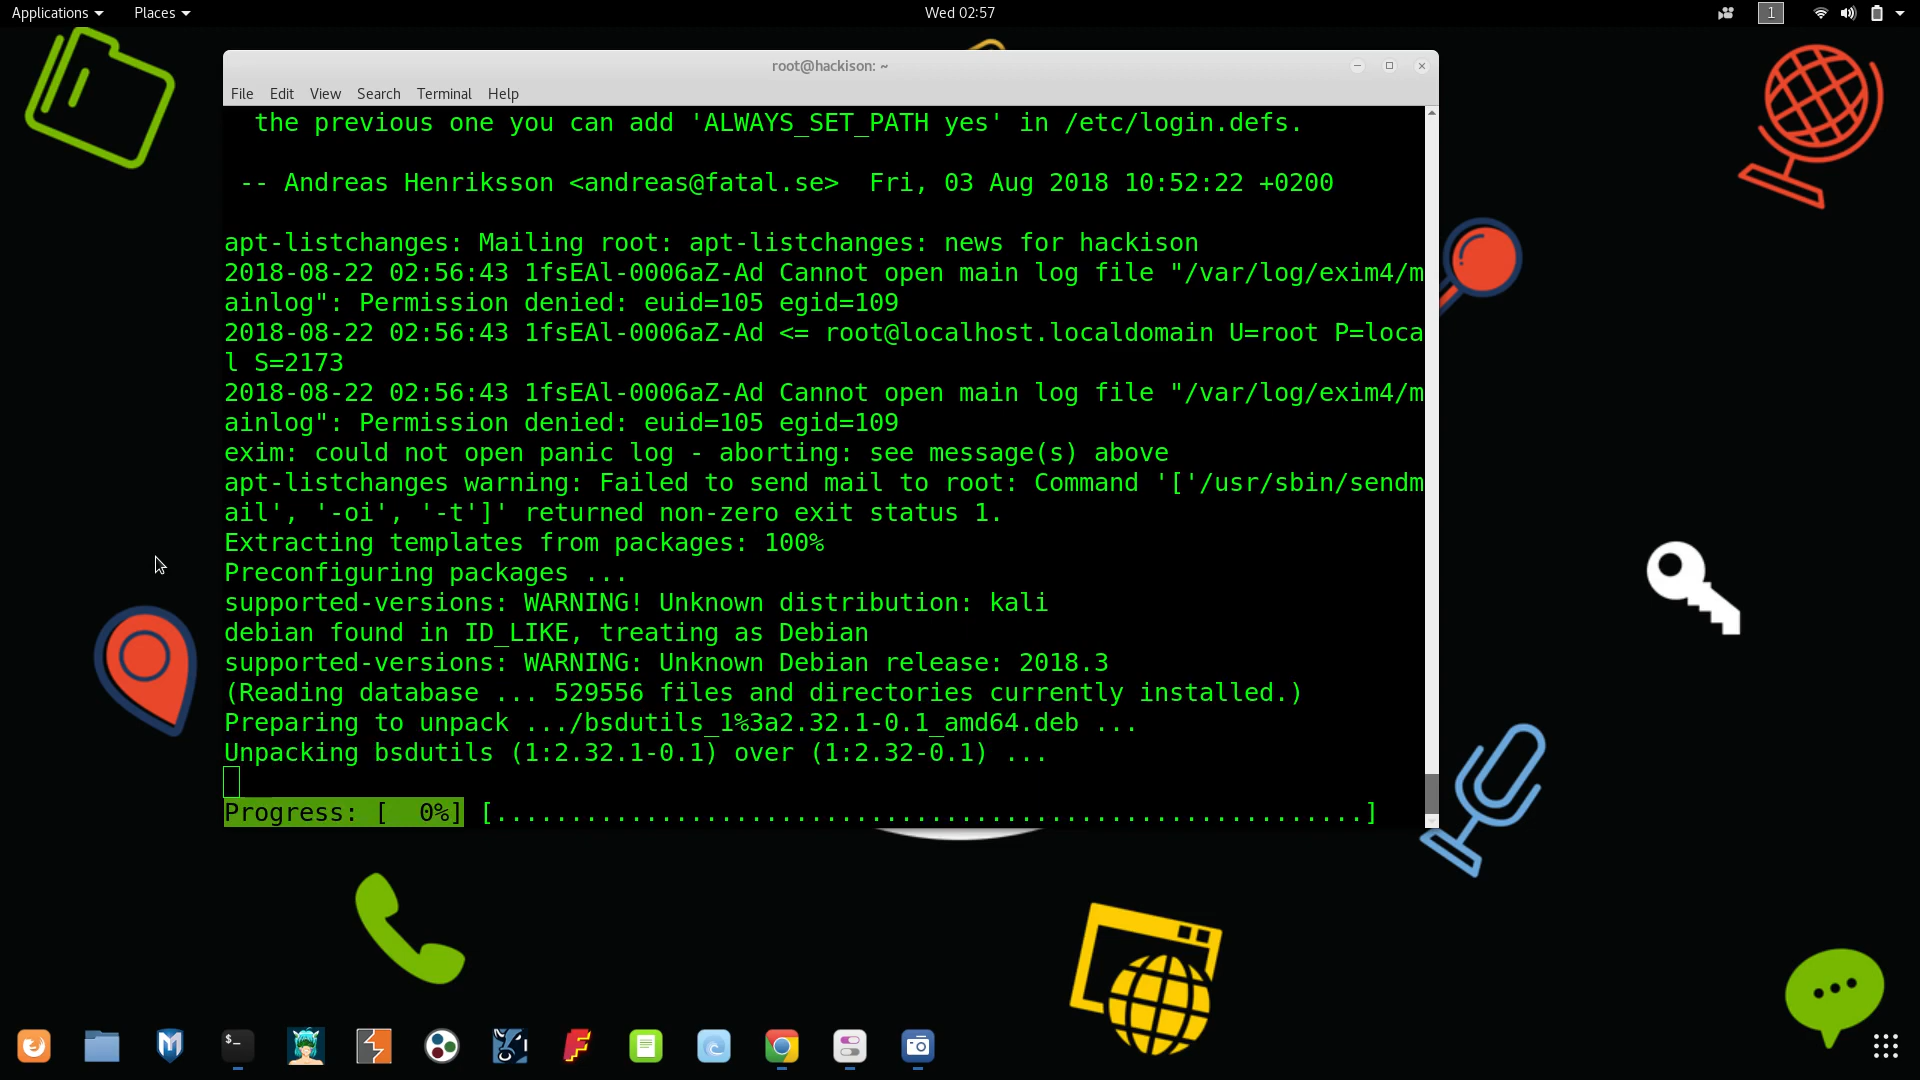 Applications Places Wed 02:57 1
root@hackison: ~
File Edit View Search Terminal Help
the previous one you can add 'ALWAYS_SET_PATH yes' in /etc/login.defs.
-- Andreas Henriksson <andreas@fatal.se>  Fri, 03 Aug 2018 10:52:22 +0200
apt-listchanges: Mailing root: apt-listchanges: news for hackison
2018-08-22 02:56:43 1fsEAl-0006aZ-Ad Cannot open main log file "/var/log/exim4/m
ainlog": Permission denied: euid=105 egid=109
2018-08-22 02:56:43 1fsEAl-0006aZ-Ad <= root@localhost.localdomain U=root P=loca
l S=2173
2018-08-22 02:56:43 1fsEAl-0006aZ-Ad Cannot open main log file "/var/log/exim4/m
ainlog": Permission denied: euid=105 egid=109
exim: could not open panic log - aborting: see message(s) above
apt-listchanges warning: Failed to send mail to root: Command '['/usr/sbin/sendm
ail', '-oi', '-t']' returned non-zero exit status 1.
Extracting templates from packages: 100%
Preconfiguring packages ...
supported-versions: WARNING! Unknown distribution: kali
debian found in ID_LIKE, treating as Debian
supported-versions: WARNING: Unknown Debian release: 2018.3
(Reading database ... 529556 files and directories currently installed.)
Preparing to unpack .../bsdutils_1%3a2.32.1-0.1_amd64.deb ...
Unpacking bsdutils (1:2.32.1-0.1) over (1:2.32-0.1) ...
Progress: [  0%] [..........................................................]